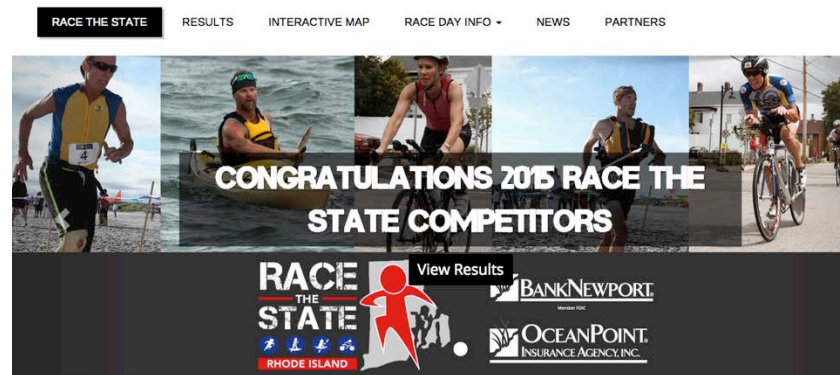 RACE THE STATE RESULTS INTERACTIVE MAP RACE DAY INFO NEWS PARTNERS
4
CONGRATULATIONS 2015 RACE THE
STATE COMPETITORS
View Results
RACE
THE
STATE
RHODE ISLAND
BANKNEWPORT.
Member FDIC
OCEANPOINT.
INSURANCE AGENCY, INC.